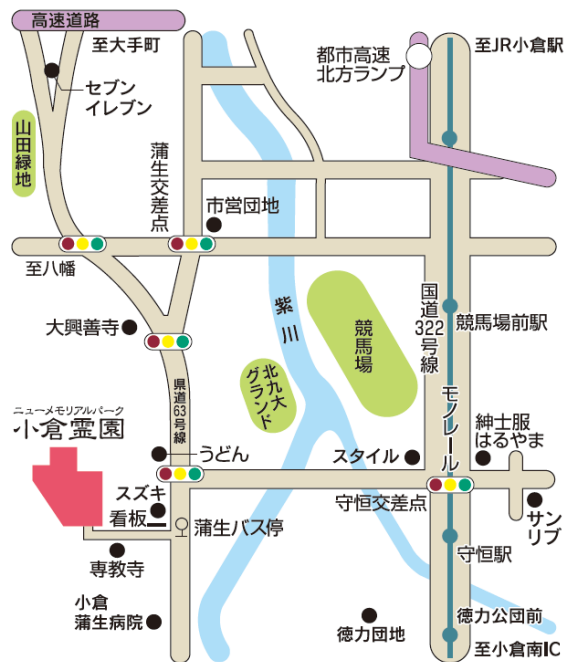 高速道路
至大手町
セブン
イレブン
山田緑地
蒲生交差点
市営団地
都市高速
北方ランプ
至JR小倉駅
至八幡
大興善寺
紫川
競馬場
北九大
グランド
国道322号線
競馬場前駅
県道63号線
モノレール
ニューメモリアルパーク
小倉霊園
うどん
スタイル
紳士服
はるやま
スズキ
看板
蒲生バス停
守恒交差点
サン
リブ
専教寺
守恒駅
小倉
蒲生病院
徳力団地
徳力公団前
至小倉南IC